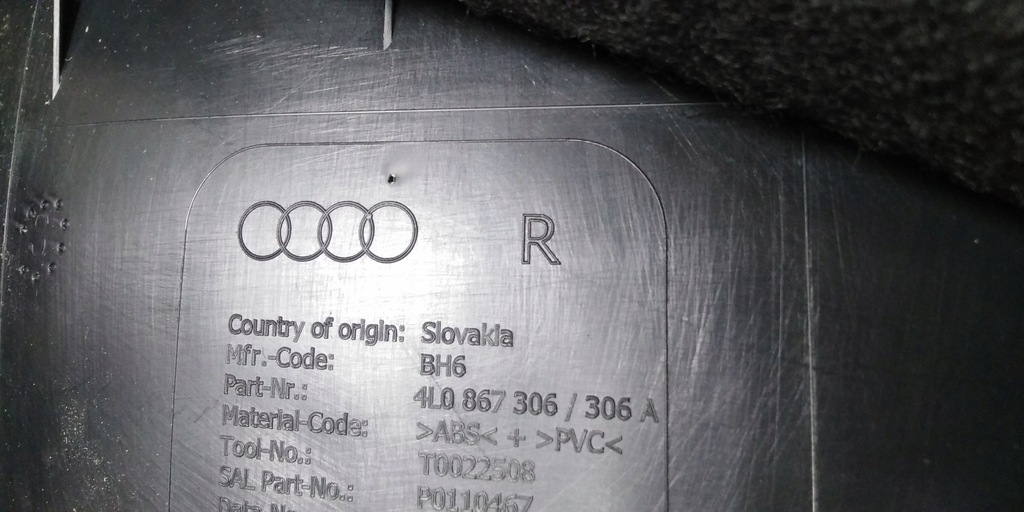 R
Country of origin: Slovakia
Mfr.-Code: BH6
Part-Nr.: 4L0 867 306 / 306 A
Material-Code: >ABS< + >PVC<
Tool-No.: T0022508
SAL Part-No.: P0110467